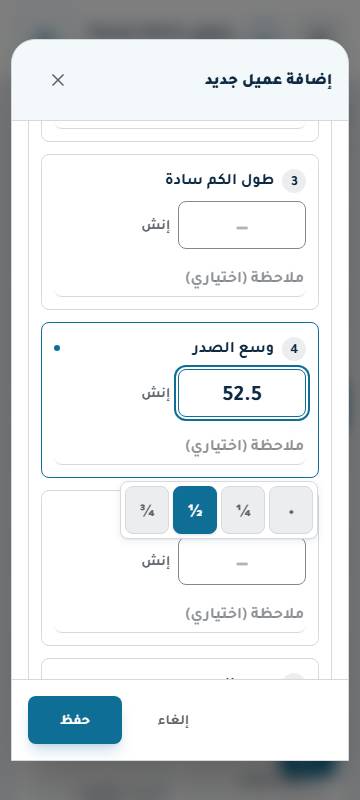 إضافة عميل جديد
3 طول الكم سادة
— إنش
ملاحظة (اختياري)
4 وسع الصدر
52.5 إنش
ملاحظة (اختياري)
• ¼ ½ ¾
— إنش
ملاحظة (اختياري)
إلغاء
حفظ